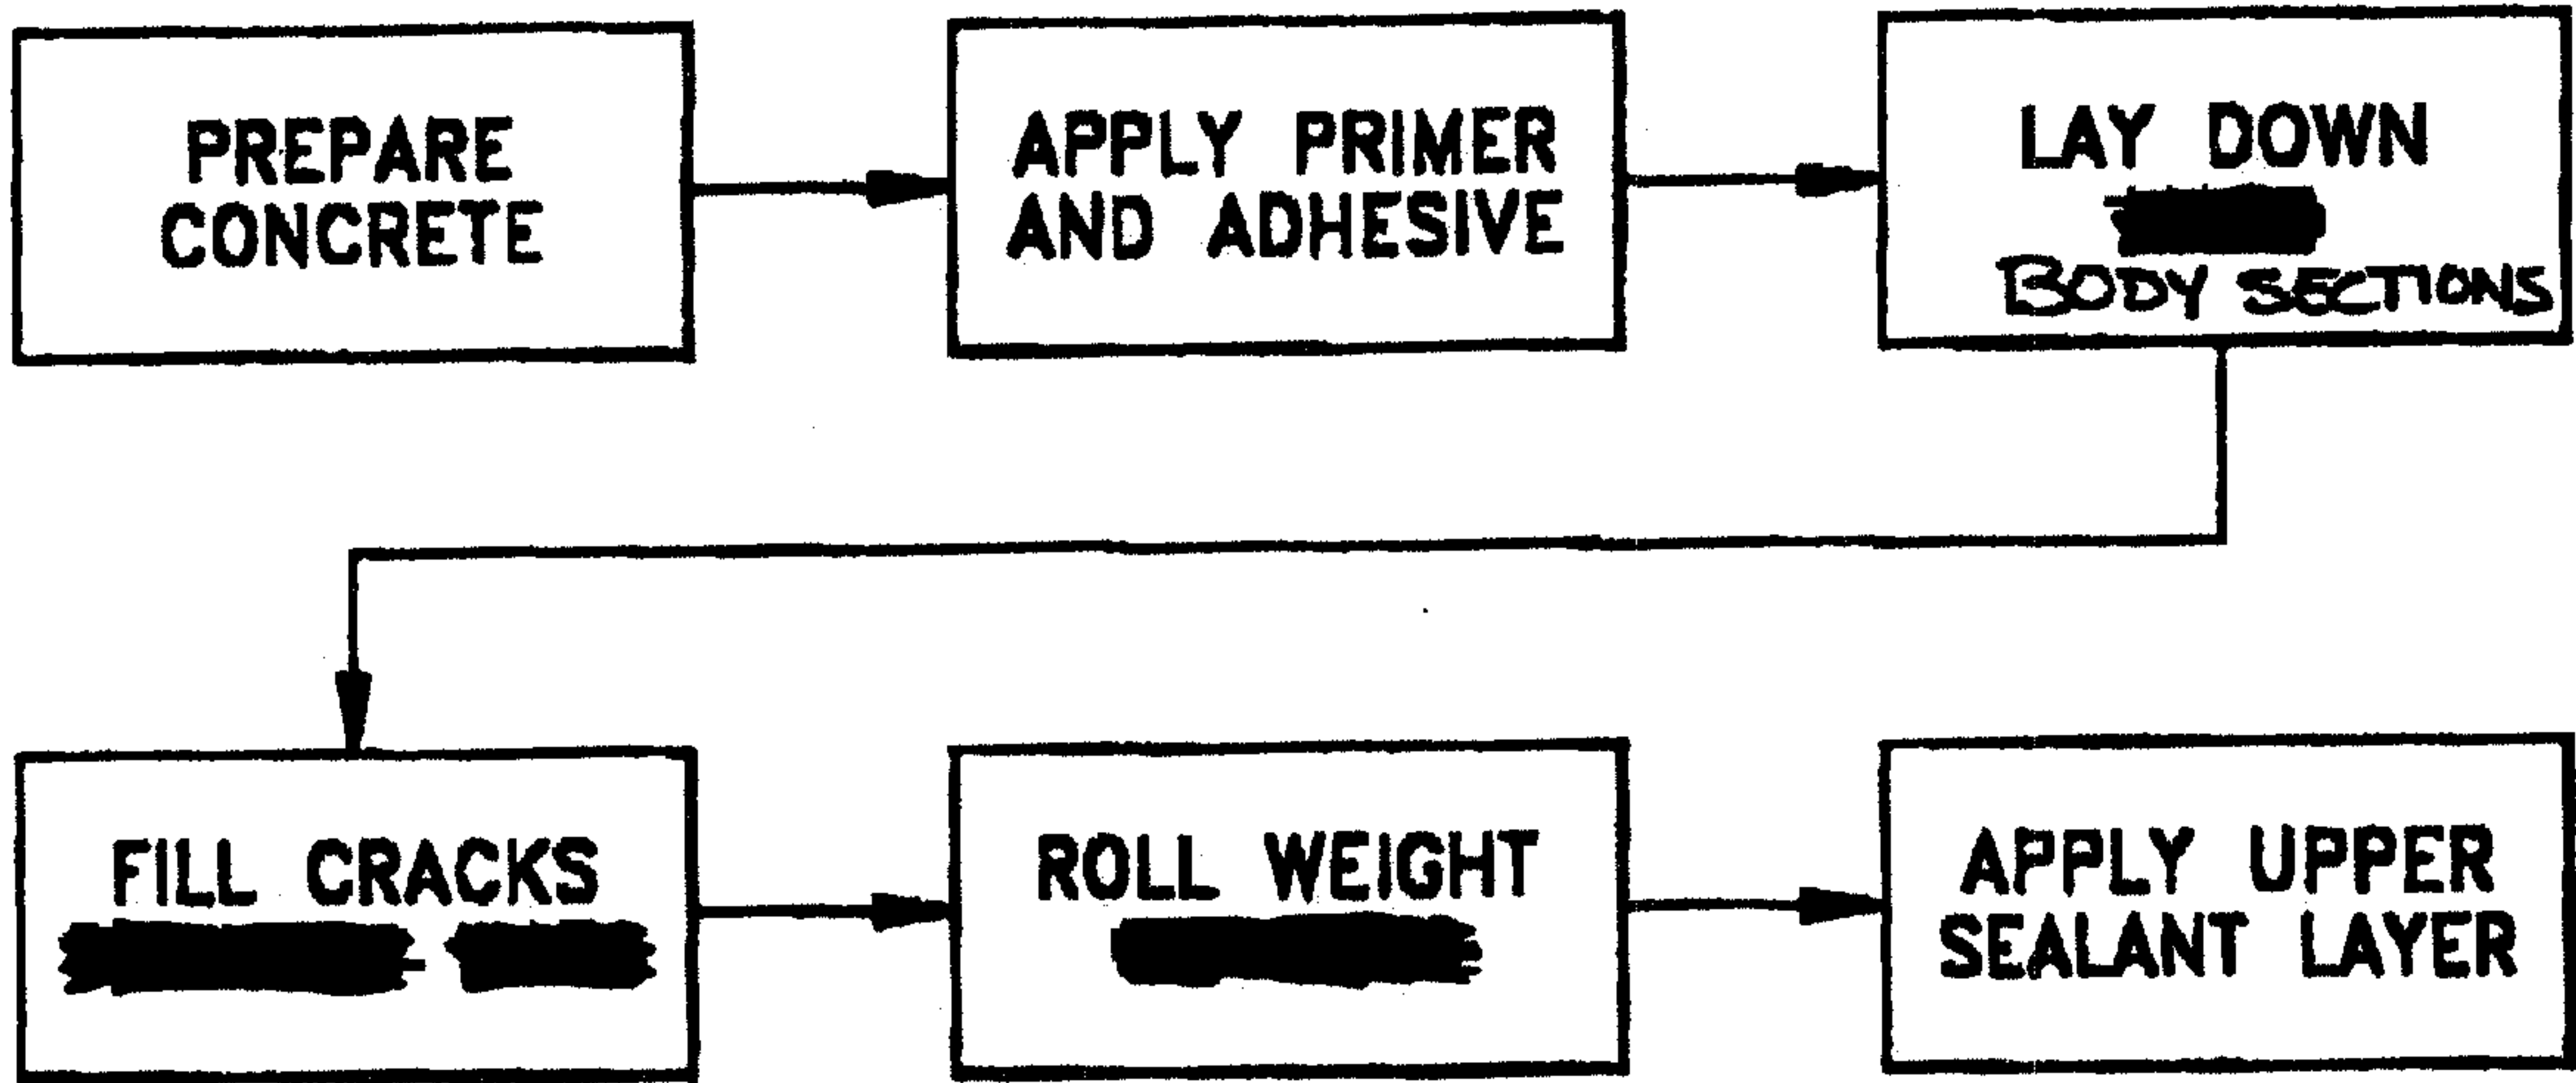 PREPARE
CONCRETE
APPLY PRIMER
AND ADHESIVE
LAY DOWN
BODY SECTIONS
FILL CRACKS
ROLL WEIGHT
APPLY UPPER
SEALANT LAYER